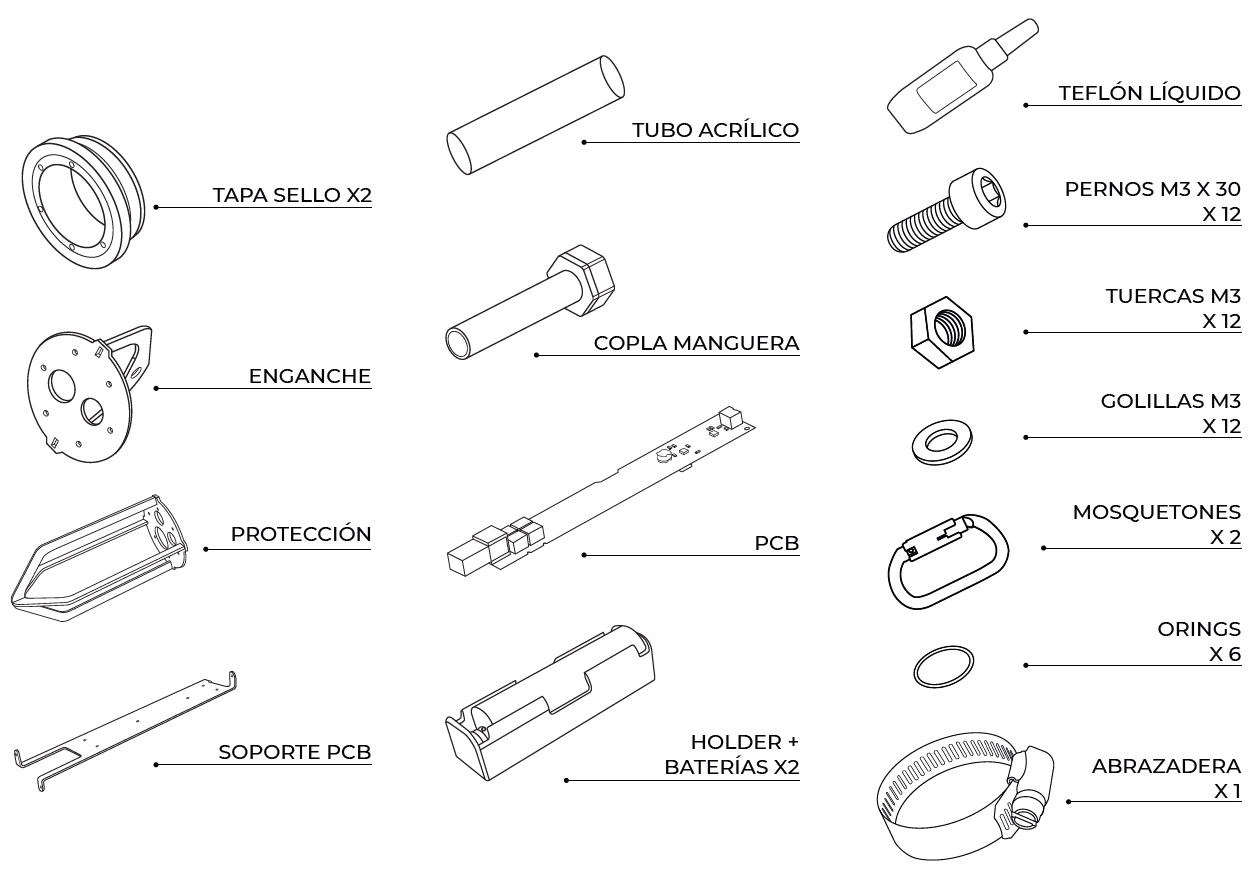 TAPA SELLO X2
ENGANCHE
PROTECCIÓN
SOPORTE PCB
TUBO ACRÍLICO
COPLA MANGUERA
PCB
HOLDER +
BATERÍAS X2
TEFLÓN LÍQUIDO
PERNOS M3 X 30
X 12
TUERCAS M3
X 12
GOLILLAS M3
X 12
MOSQUETONES
X 2
ORINGS
X 6
ABRAZADERA
X 1